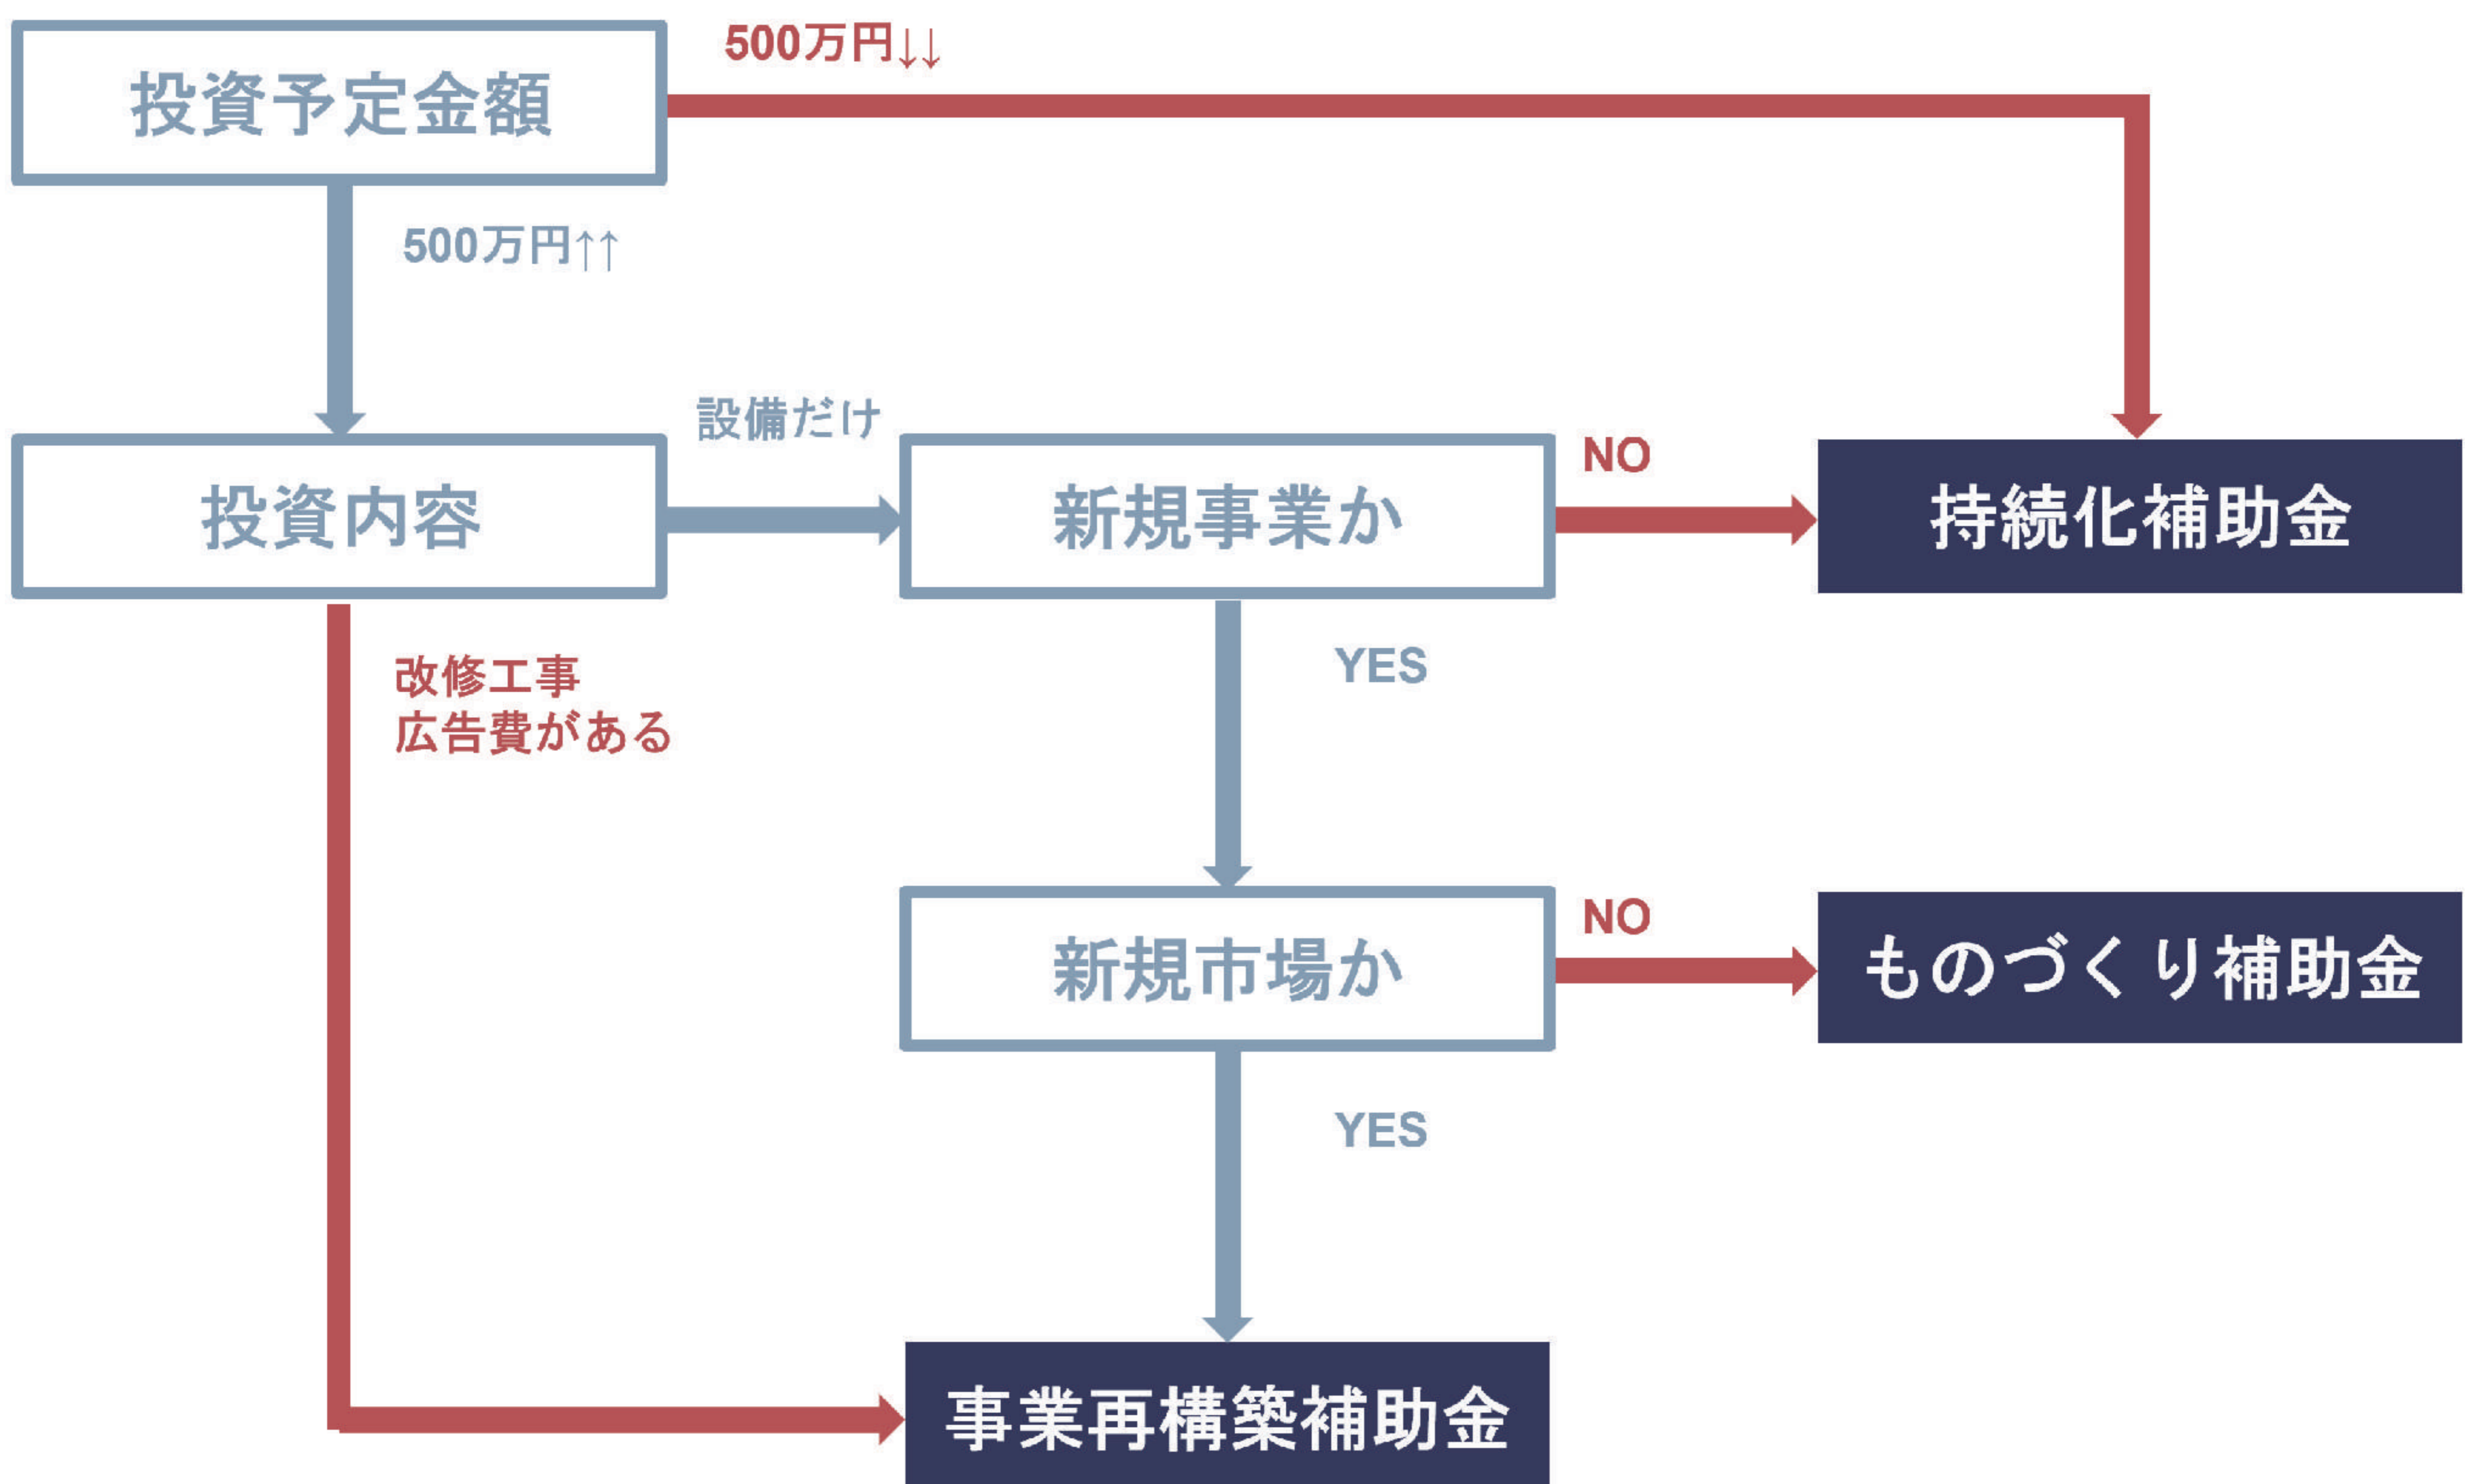 500万円↓↓
投資予定金額
500万円↑↑
設備だけ
投資内容
新規事業か
NO
持続化補助金
改修工事
広告費がある
YES
新規市場か
NO
ものづくり補助金
YES
事業再構築補助金